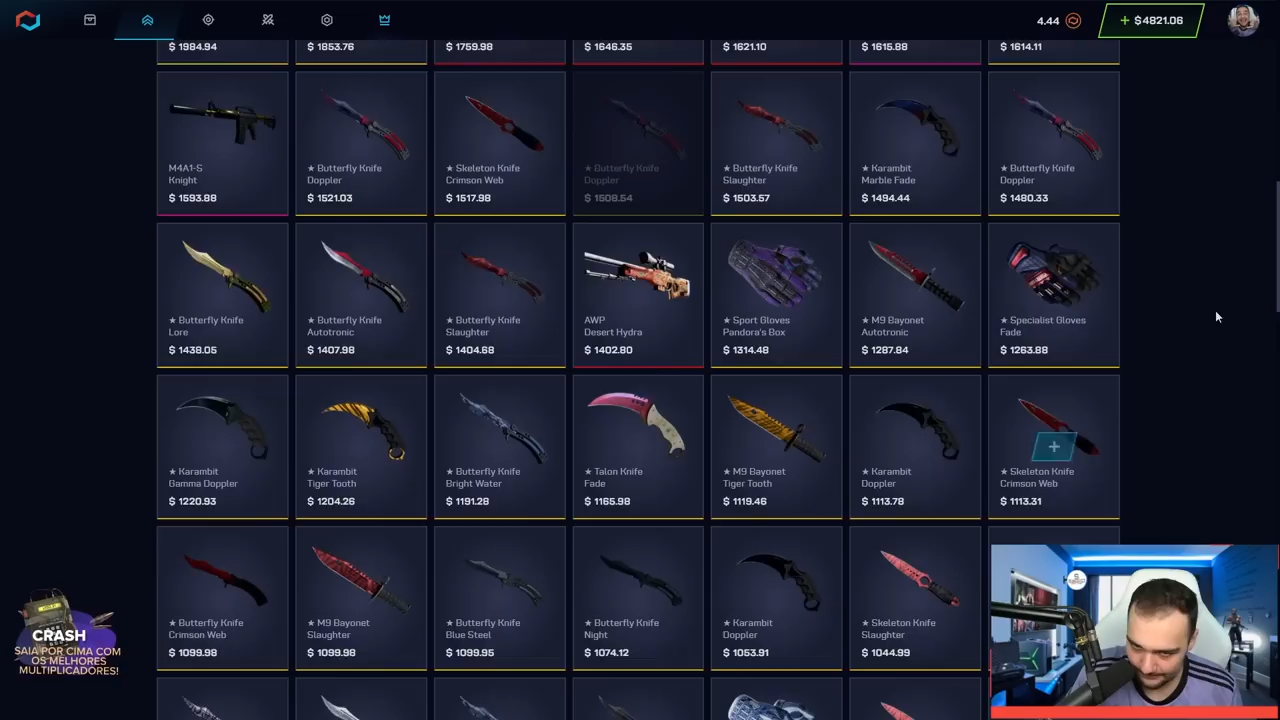 4.44
+ $4821.06
$ 1984.94
$ 1853.76
$ 1759.98
$ 1646.35
$ 1621.10
$ 1615.88
$ 1614.11
M4A1-S
Knight
$ 1593.88
★ Butterfly Knife
Doppler
$ 1521.03
★ Skeleton Knife
Crimson Web
$ 1517.98
★ Butterfly Knife
Doppler
$ 1508.54
★ Butterfly Knife
Slaughter
$ 1503.57
★ Karambit
Marble Fade
$ 1494.44
★ Butterfly Knife
Doppler
$ 1480.33
★ Butterfly Knife
Lore
$ 1438.05
★ Butterfly Knife
Autotronic
$ 1407.98
★ Butterfly Knife
Slaughter
$ 1404.68
AWP
Desert Hydra
$ 1402.80
★ Sport Gloves
Pandora's Box
$ 1314.48
★ M9 Bayonet
Autotronic
$ 1287.84
★ Specialist Gloves
Fade
$ 1263.88
★ Karambit
Gamma Doppler
$ 1220.93
★ Karambit
Tiger Tooth
$ 1204.26
★ Butterfly Knife
Bright Water
$ 1191.28
★ Talon Knife
Fade
$ 1165.98
★ M9 Bayonet
Tiger Tooth
$ 1119.46
★ Karambit
Doppler
$ 1113.78
★ Skeleton Knife
Crimson Web
$ 1113.31
★ Butterfly Knife
Crimson Web
$ 1099.98
★ M9 Bayonet
Slaughter
$ 1099.98
★ Butterfly Knife
Blue Steel
$ 1099.95
★ Butterfly Knife
Night
$ 1074.12
★ Karambit
Doppler
$ 1053.91
★ Skeleton Knife
Slaughter
$ 1044.99
CRASH
SAIA POR CIMA COM
OS MELHORES
MULTIPLICADORES!